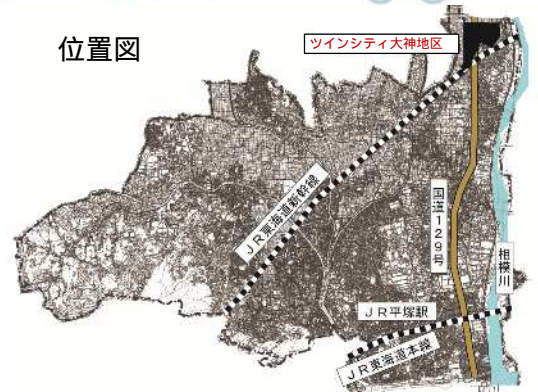 位置図
ツインシティ大神地区
JR東海道新幹線
国道129号
相模川
JR平塚駅
JR東海道本線